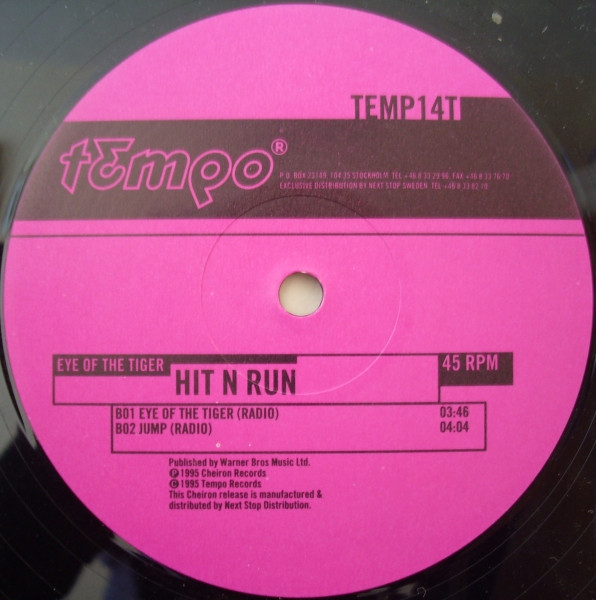 TEMP14T
tempo®
P.O. BOX 23149 104 35 STOCKHOLM TEL +46 8 33 29 90 FAX +46 8 33 76 70
EXCLUSIVE DISTRIBUTION BY NEXT STOP SWEDEN TEL +46 8 33 82 10
EYE OF THE TIGER
45 RPM
HIT N RUN
B01 EYE OF THE TIGER (RADIO) 03:46
B02 JUMP (RADIO) 04:04
Published by Warner Bros Music Ltd.
℗ 1995 Cheiron Records
© 1995 Tempo Records
This Cheiron release is manufactured &
distributed by Next Stop Distribution.